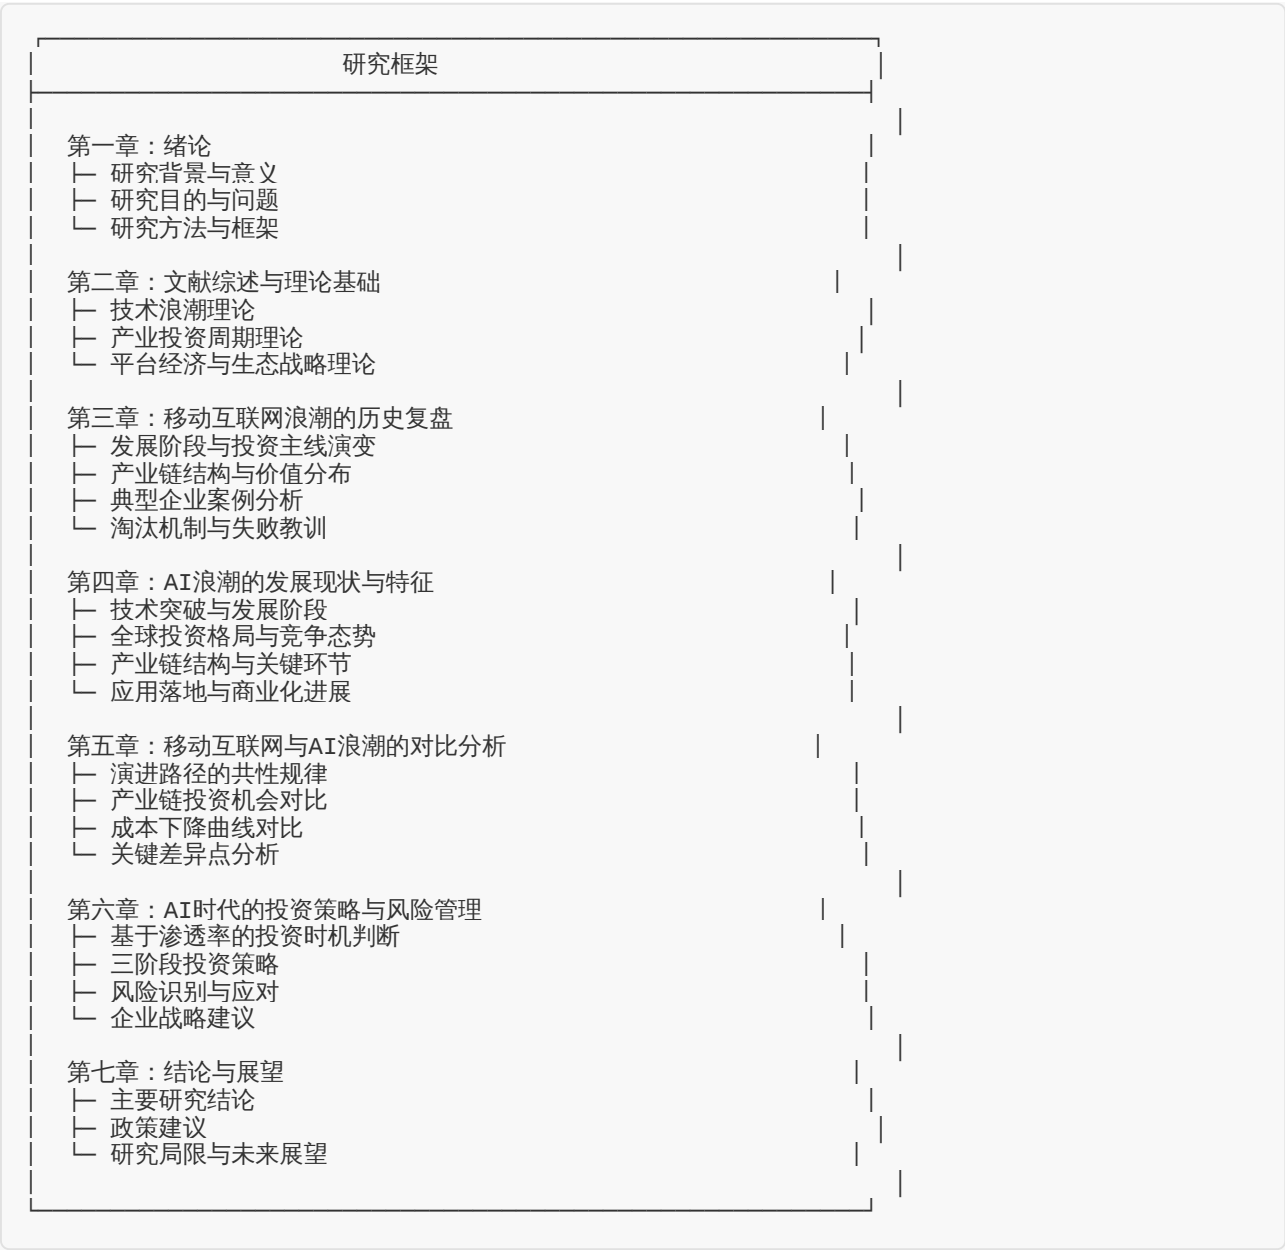 研究框架
第一章：绪论
├─ 研究背景与意义
├─ 研究目的与问题
└─ 研究方法与框架
第二章：文献综述与理论基础
├─ 技术浪潮理论
├─ 产业投资周期理论
└─ 平台经济与生态战略理论
第三章：移动互联网浪潮的历史复盘
├─ 发展阶段与投资主线演变
├─ 产业链结构与价值分布
├─ 典型企业案例分析
└─ 淘汰机制与失败教训
第四章：AI浪潮的发展现状与特征
├─ 技术突破与发展阶段
├─ 全球投资格局与竞争态势
├─ 产业链结构与关键环节
└─ 应用落地与商业化进展
第五章：移动互联网与AI浪潮的对比分析
├─ 演进路径的共性规律
├─ 产业链投资机会对比
├─ 成本下降曲线对比
└─ 关键差异点分析
第六章：AI时代的投资策略与风险管理
├─ 基于渗透率的投资时机判断
├─ 三阶段投资策略
├─ 风险识别与应对
└─ 企业战略建议
第七章：结论与展望
├─ 主要研究结论
├─ 政策建议
└─ 研究局限与未来展望